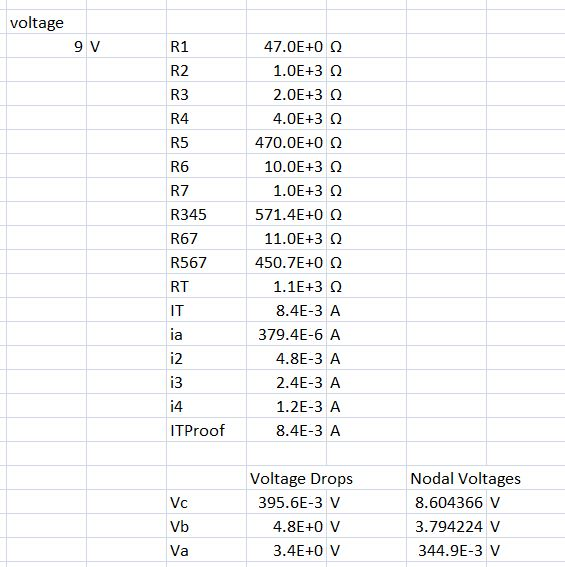 voltage
9 V R1 47.0E+0 Ω
R2 1.0E+3 Ω
R3 2.0E+3 Ω
R4 4.0E+3 Ω
R5 470.0E+0 Ω
R6 10.0E+3 Ω
R7 1.0E+3 Ω
R345 571.4E+0 Ω
R67 11.0E+3 Ω
R567 450.7E+0 Ω
RT 1.1E+3 Ω
IT 8.4E-3 A
ia 379.4E-6 A
i2 4.8E-3 A
i3 2.4E-3 A
i4 1.2E-3 A
ITProof 8.4E-3 A
Voltage Drops Nodal Voltages
Vc 395.6E-3 V 8.604366 V
Vb 4.8E+0 V 3.794224 V
Va 3.4E+0 V 344.9E-3 V